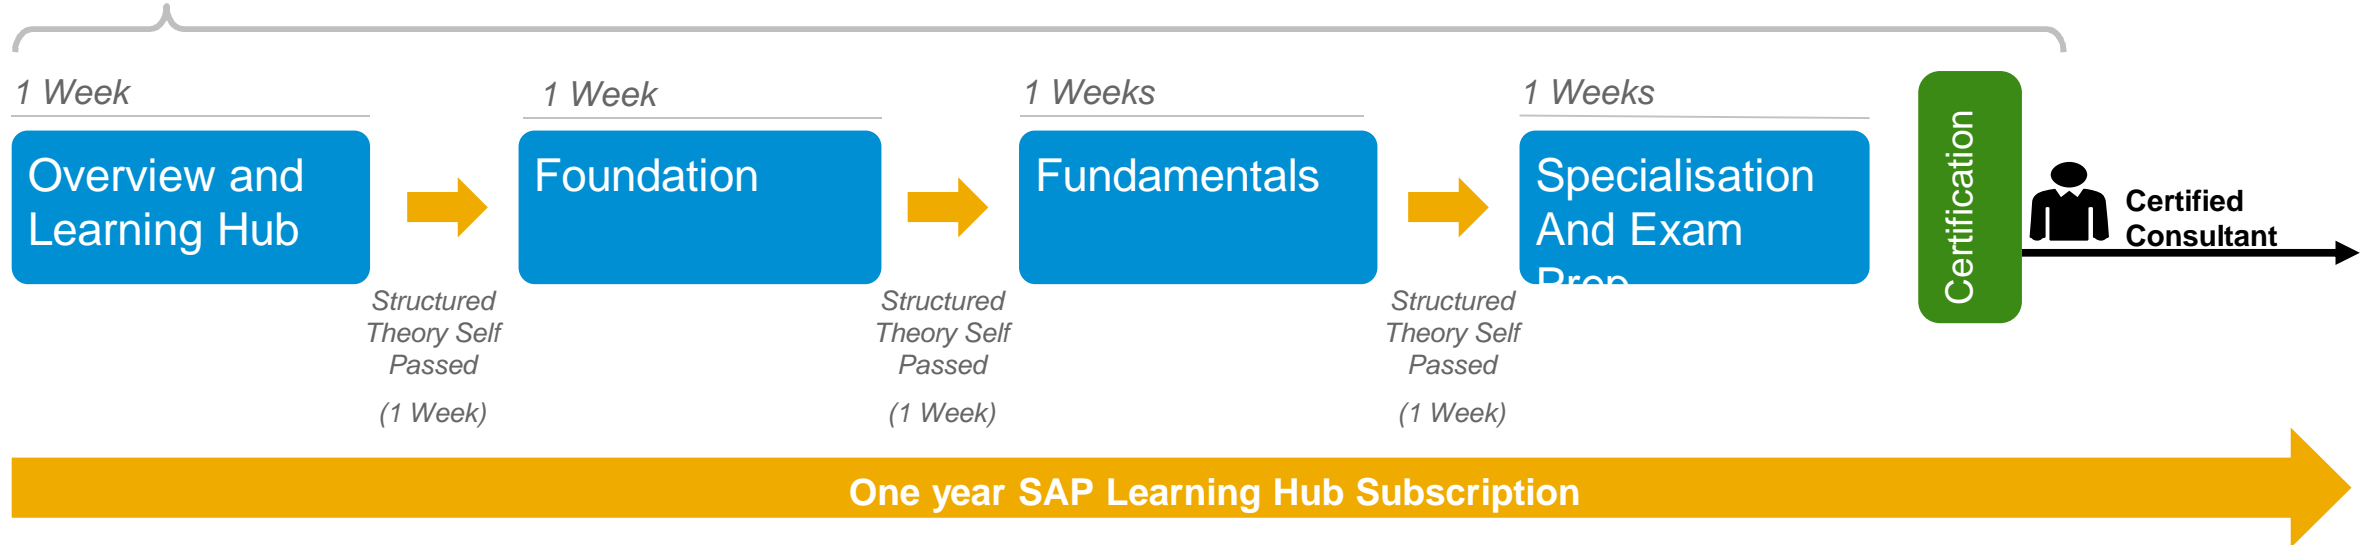 1 Week
1 Week
1 Weeks
1 Weeks
Overview and
Learning Hub
Foundation
Fundamentals
Specialisation
And Exam
Prep
Certification
Certified
Consultant
Structured
Theory Self
Passed
(1 Week)
Structured
Theory Self
Passed
(1 Week)
Structured
Theory Self
Passed
(1 Week)
One year SAP Learning Hub Subscription